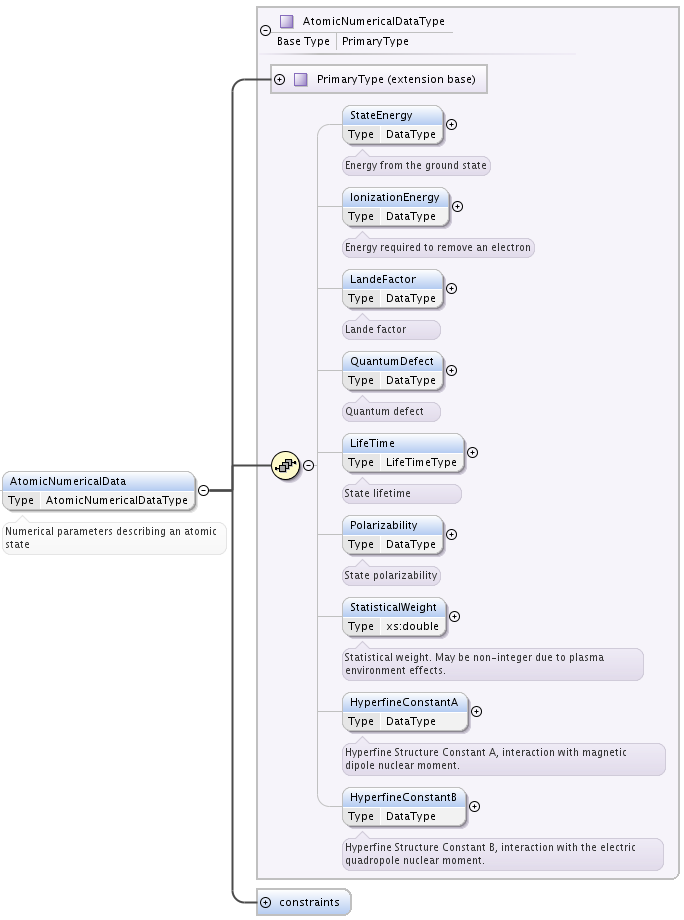 AtomicNumericalDataType
Base Type PrimaryType
PrimaryType (extension base)
StateEnergy
Type DataType
Energy from the ground state
IonizationEnergy
Type DataType
Energy required to remove an electron
LandeFactor
Type DataType
Lande factor
QuantumDefect
Type DataType
Quantum defect
LifeTime
Type LifeTimeType
State lifetime
AtomicNumericalData
Type AtomicNumericalDataType
Numerical parameters describing an atomic
state
Polarizability
Type DataType
State polarizability
StatisticalWeight
Type xs:double
Statistical weight. May be non-integer due to plasma
environment effects.
HyperfineConstantA
Type DataType
Hyperfine Structure Constant A, interaction with magnetic
dipole nuclear moment.
HyperfineConstantB
Type DataType
Hyperfine Structure Constant B, interaction with the electric
quadropole nuclear moment.
constraints